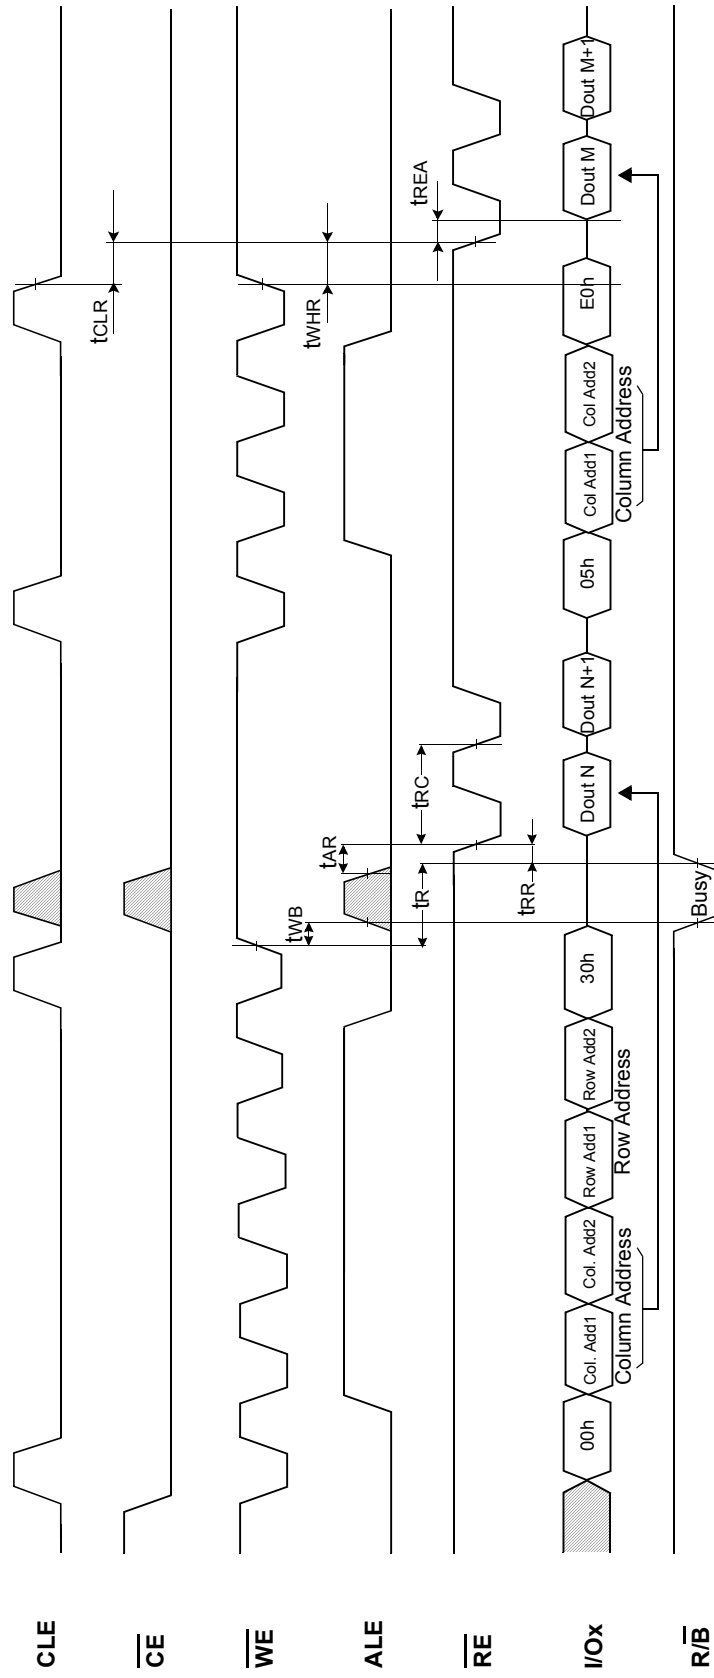 CLE
CE
WE
ALE
RE
I/Ox
R/B
tCLR
tWB
tWHR
tAR
tR
tRC
tRR
tREA
00h
Col. Add1
Col. Add2
Row Add1
Row Add2
30h
Dout N
Dout N+1
05h
Col Add1
Col Add2
E0h
Dout M
Dout M+1
Column Address
Row Address
Column Address
Busy